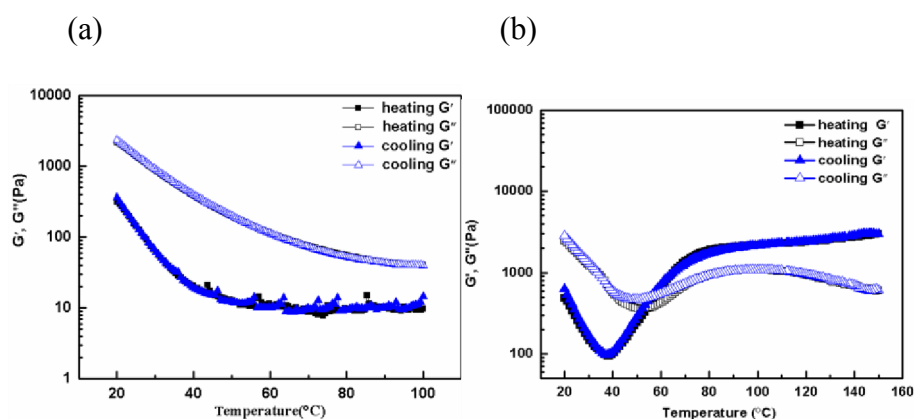 (a)
(b)
10000
1000
100
10
1
G′, G″(Pa)
heating G′
heating G″
cooling G′
cooling G″
20
40
60
80
100
Temperature(°C)
100000
10000
1000
100
G′, G″(Pa)
heating G′
heating G″
cooling G′
cooling G″
20
40
60
80
100
120
140
160
Temperature (°C)